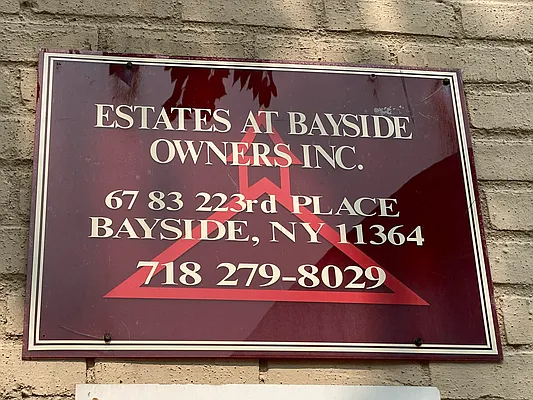 ESTATES AT BAYSIDE
OWNERS INC.
67 83 223rd PLACE
BAYSIDE, NY 11364
718 279-8029